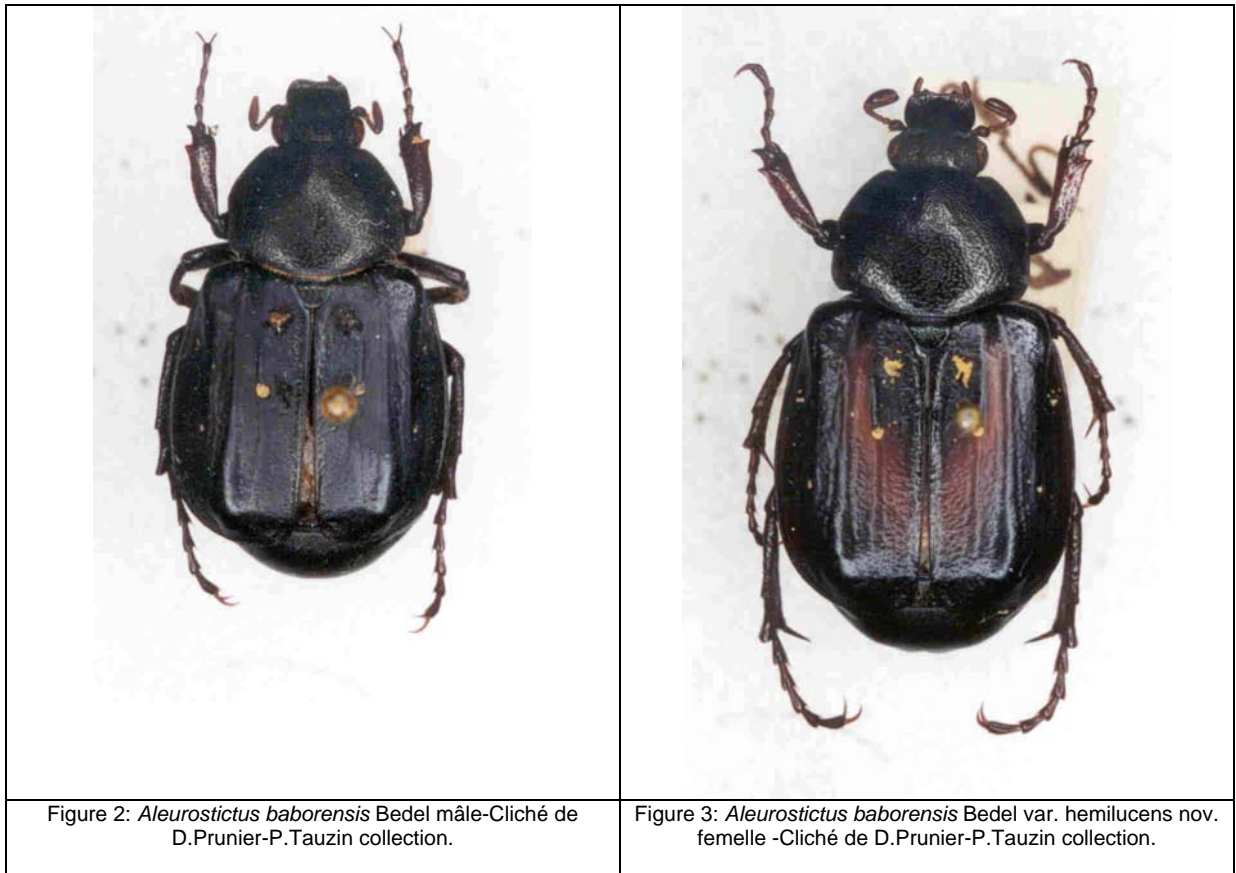 Figure 2: Aleurostictus baborensis Bedel mâle-Cliché de
D.Prunier-P.Tauzin collection.
Figure 3: Aleurostictus baborensis Bedel var. hemilucens nov.
femelle -Cliché de D.Prunier-P.Tauzin collection.